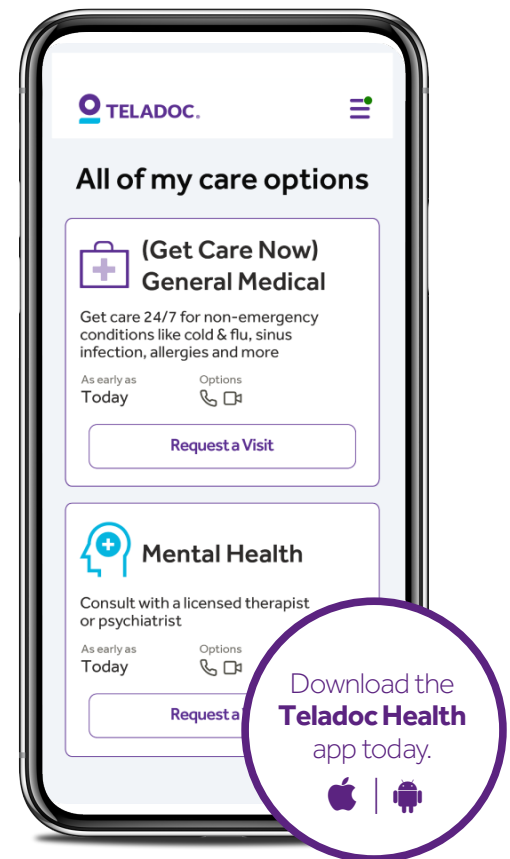 TELADOC.
All of my care options
(Get Care Now)
General Medical
Get care 24/7 for non-emergency
conditions like cold & flu, sinus
infection, allergies and more
As early as Options
Today
Request a Visit
Mental Health
Consult with a licensed therapist
or psychiatrist
As early as Options
Today
Request a
Download the
Teladoc Health
app today.